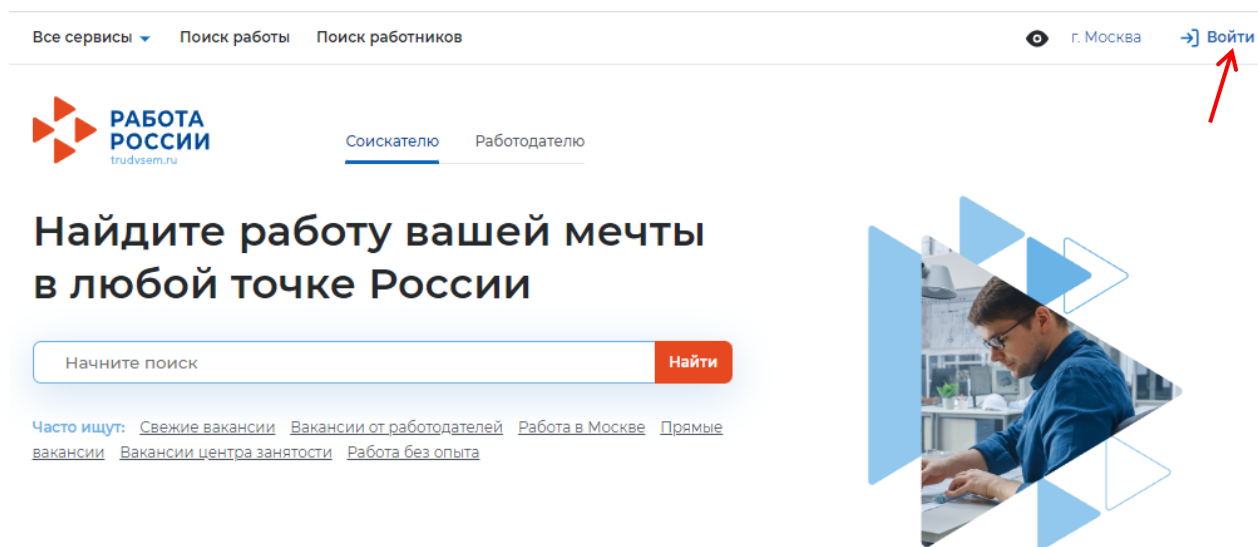 Все сервисы Поиск работы Поиск работников г. Москва Войти
РАБОТА
РОССИИ
trudvsem.ru
Соискателю Работодателю
Найдите работу вашей мечты
в любой точке России
Начните поиск Найти
Часто ищут: Свежие вакансии Вакансии от работодателей Работа в Москве Прямые
вакансии Вакансии центра занятости Работа без опыта